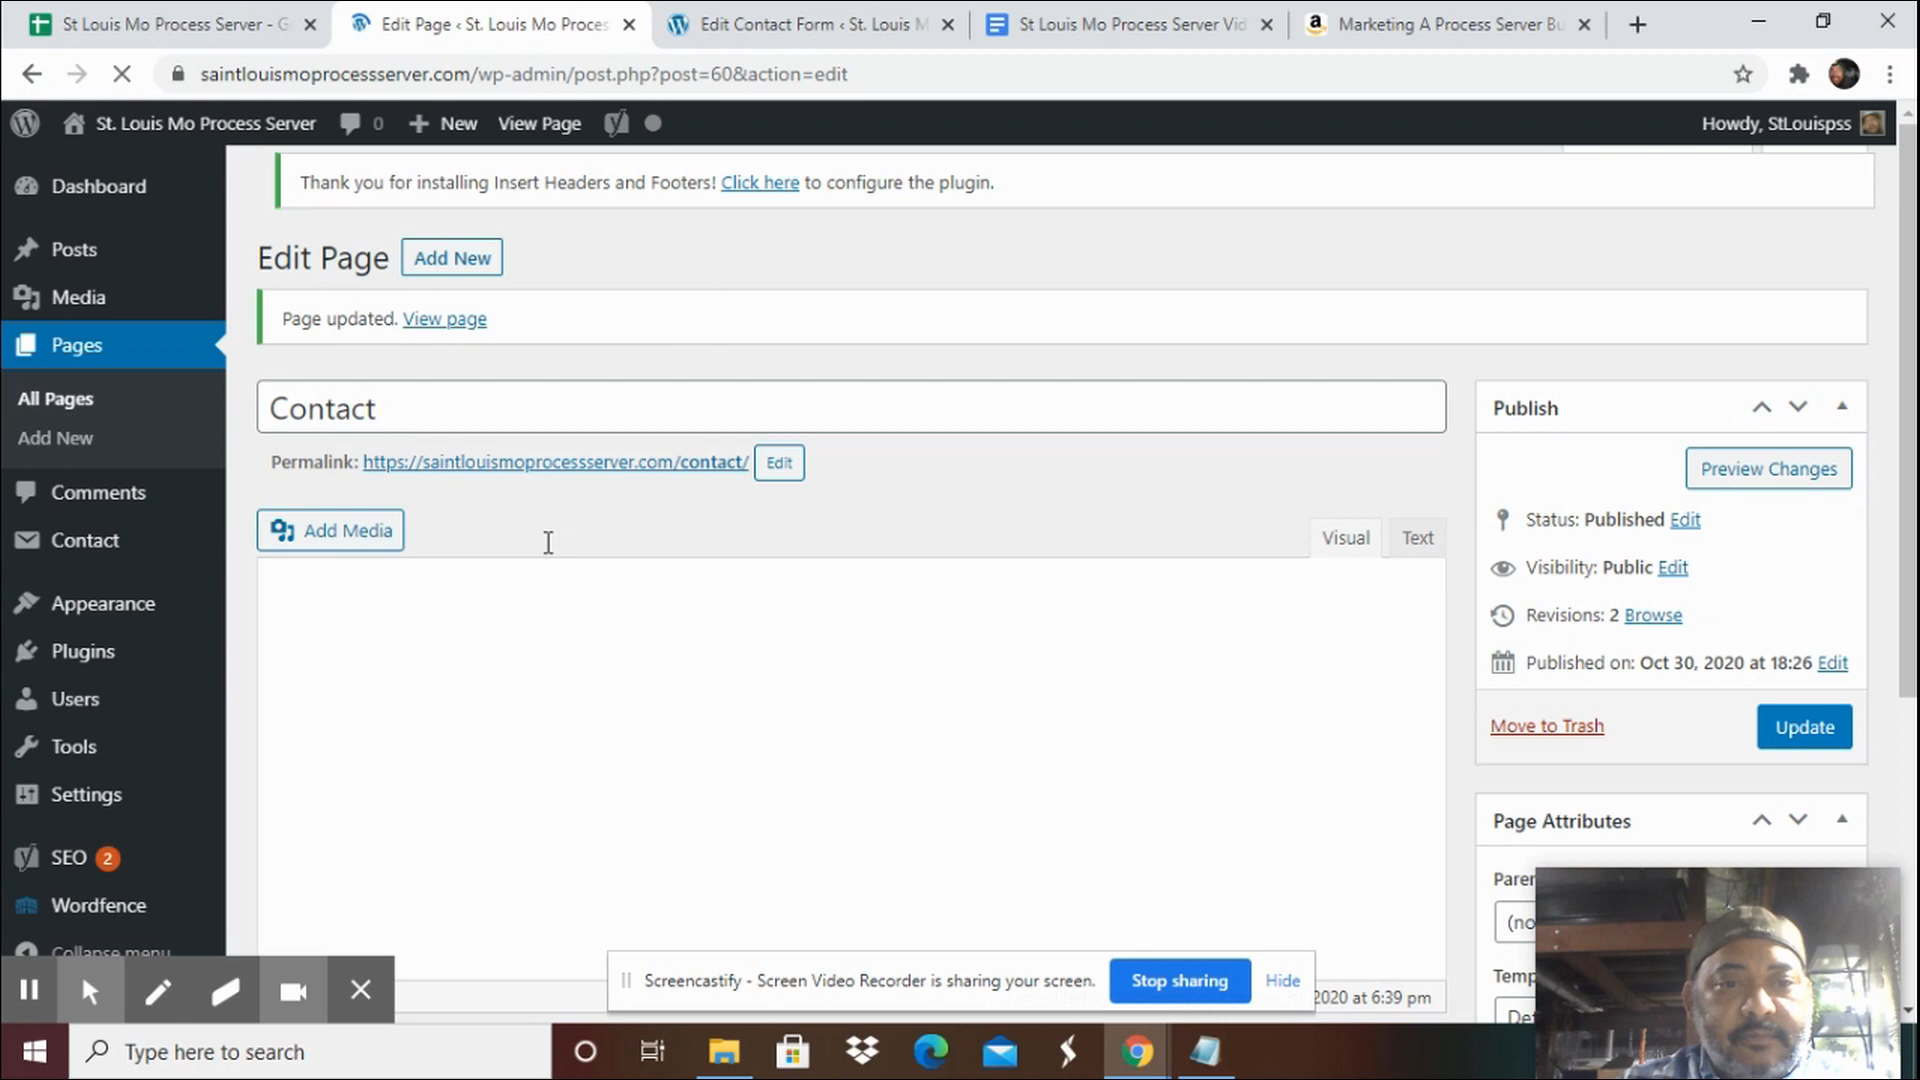 St Louis Mo Process Server - G
Edit Page ‹ St. Louis Mo Proces
Edit Contact Form ‹ St. Louis M
St Louis Mo Process Server Vid
Marketing A Process Server Bu
saintlouismoprocessserver.com/wp-admin/post.php?post=60&action=edit
St. Louis Mo Process Server 0 New View Page Howdy, StLouispss
Thank you for installing Insert Headers and Footers! Click here to configure the plugin.
Dashboard
Posts
Media
Pages
All Pages
Add New
Comments
Contact
Appearance
Plugins
Users
Tools
Settings
SEO 2
Wordfence
Collapse menu
Edit Page Add New
Page updated. View page
Contact
Permalink: https://saintlouismoprocessserver.com/contact/ Edit
Add Media
Visual Text
Publish
Preview Changes
Status: Published Edit
Visibility: Public Edit
Revisions: 2 Browse
Published on: Oct 30, 2020 at 18:26 Edit
Move to Trash Update
Page Attributes
Screencastify - Screen Video Recorder is sharing your screen. Stop sharing Hide
2020 at 6:39 pm
Type here to search